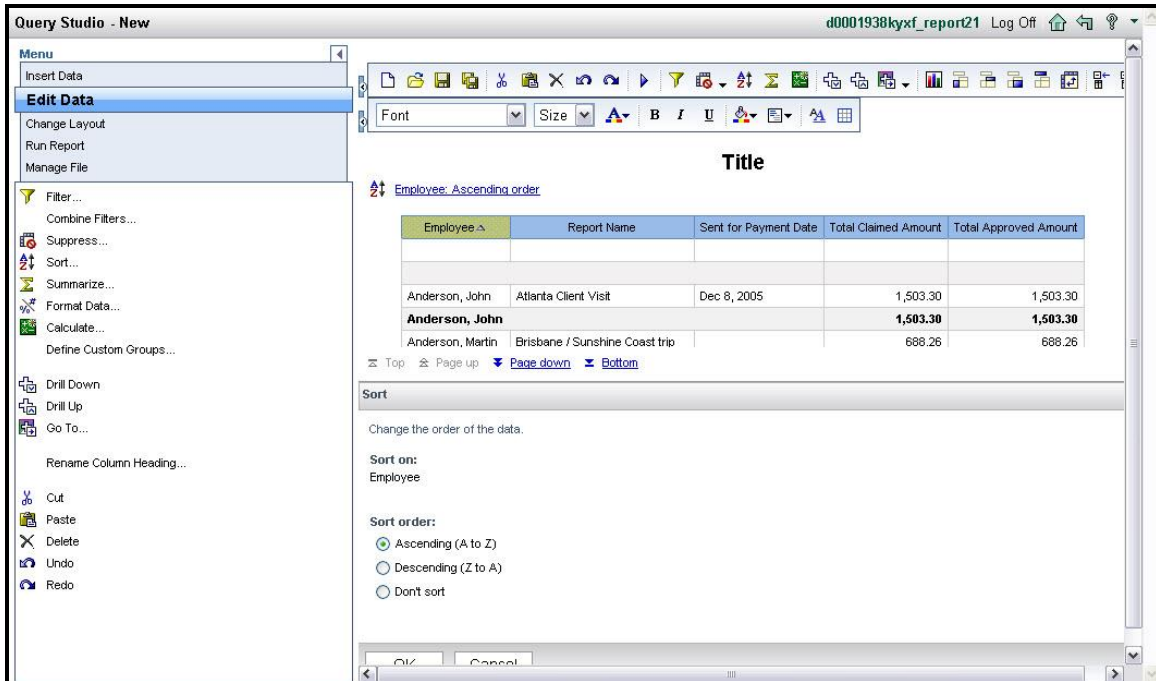 Query Studio - New
d0001938kyxf_report21 Log Off
Menu
Insert Data
Edit Data
Change Layout
Run Report
Manage File
Filter...
Combine Filters...
Suppress...
Sort...
Summarize...
Format Data...
Calculate...
Define Custom Groups...
Drill Down
Drill Up
Go To...
Rename Column Heading...
Cut
Paste
Delete
Undo
Redo
Font Size A B I U
Title
Employee: Ascending order
Employee Report Name Sent for Payment Date Total Claimed Amount Total Approved Amount
Anderson, John Atlanta Client Visit Dec 8, 2005 1,503.30 1,503.30
Anderson, John 1,503.30 1,503.30
Anderson, Martin Brisbane / Sunshine Coast trip 688.26 688.26
Top Page up Page down Bottom
Sort
Change the order of the data.
Sort on:
Employee
Sort order:
Ascending (A to Z)
Descending (Z to A)
Don't sort
OK Cancel